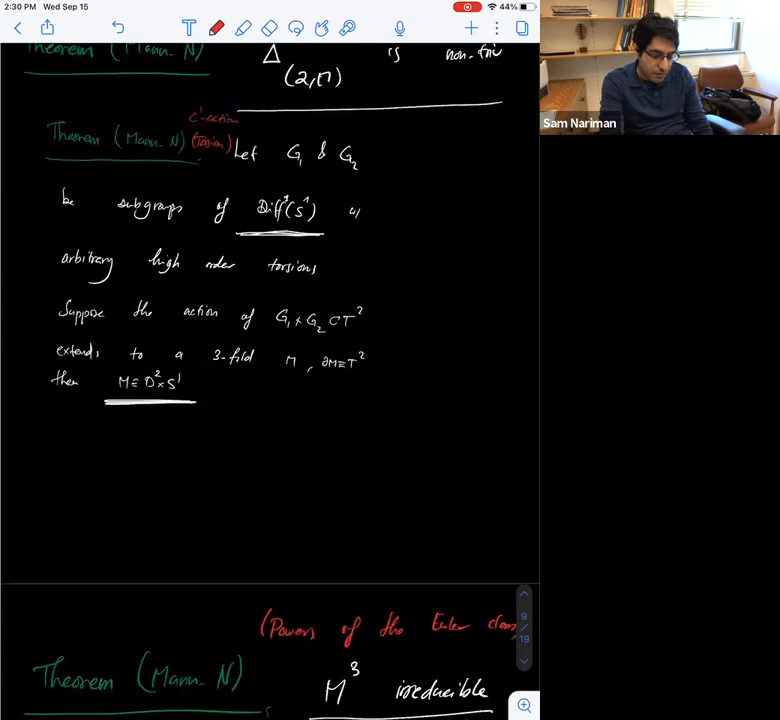 2:30 PM Wed Sep 15
44%
Theorem (Mann-N)
Δ is non-triv
(2,Π)
C¹-action
Theorem (Mann-N) (Torsion) Let G₁ & G₂
be subgroups of Diff¹(S¹) w/
arbitrary high order torsions
Suppose the action of G₁ × G₂ ↺ T²
extends to a 3-fold M, ∂M ≅ T²
then M ≅ D² × S¹
(Powers of the Euler class
9
/
19
Theorem (Mann-N) M³ irreducible
Sam Nariman